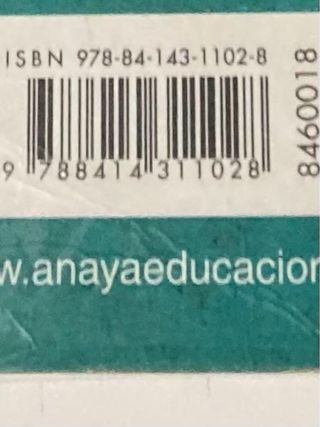 ISBN 978-84-143-1102-8
9 788414 311028
8460018
w.anayaeducacion